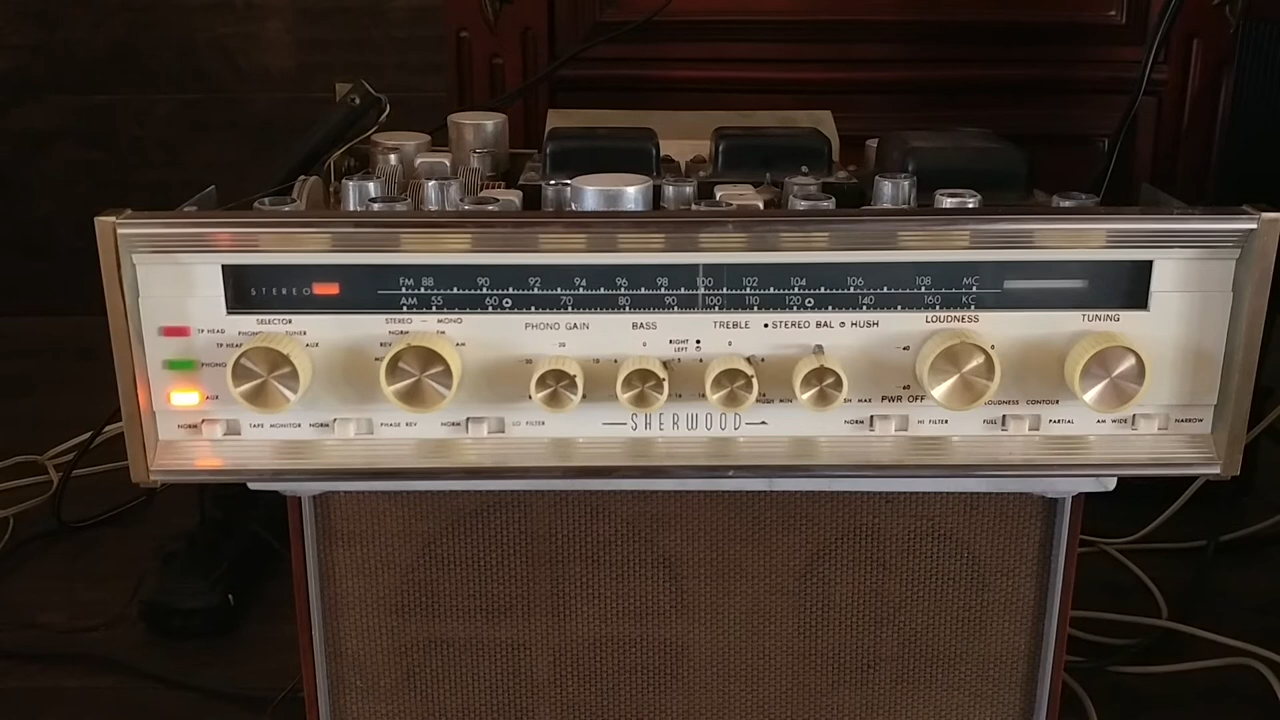 FM 88 90 92 94 96 98 100 102 104 106 108 MC
STEREO
AM 55 60 70 80 90 100 110 120 140 160 KC
SELECTOR
STEREO — MONO
PHONO GAIN
BASS
TREBLE
STEREO BAL HUSH
LOUDNESS
TUNING
TP HEAD
PHONO TUNER
NORM FM
TP HEAD AUX
REV AM
-20
0
RIGHT
LEFT
0
-40 0
PHONO
AUX
-60
PWR OFF
HUSH MIN
LOUDNESS CONTOUR
NORM TAPE MONITOR
NORM PHASE REV
NORM LO FILTER
SHERWOOD
NORM HI FILTER
FULL PARTIAL
AM WIDE NARROW